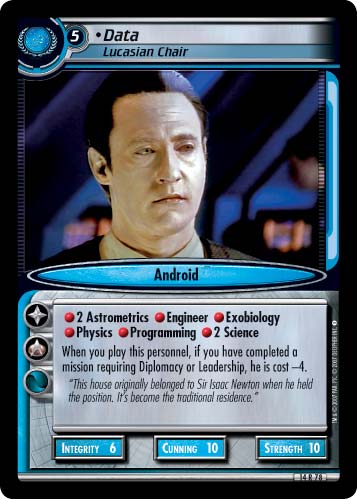 5 • Data
Lucasian Chair
Android
• 2 Astrometrics • Engineer • Exobiology
• Physics • Programming • 2 Science
When you play this personnel, if you have completed a
mission requiring Diplomacy or Leadership, he is cost –4.
"This house originally belonged to Sir Isaac Newton when he held
the position. It's become the traditional residence."
INTEGRITY 6 CUNNING 10 STRENGTH 10
14 R 78